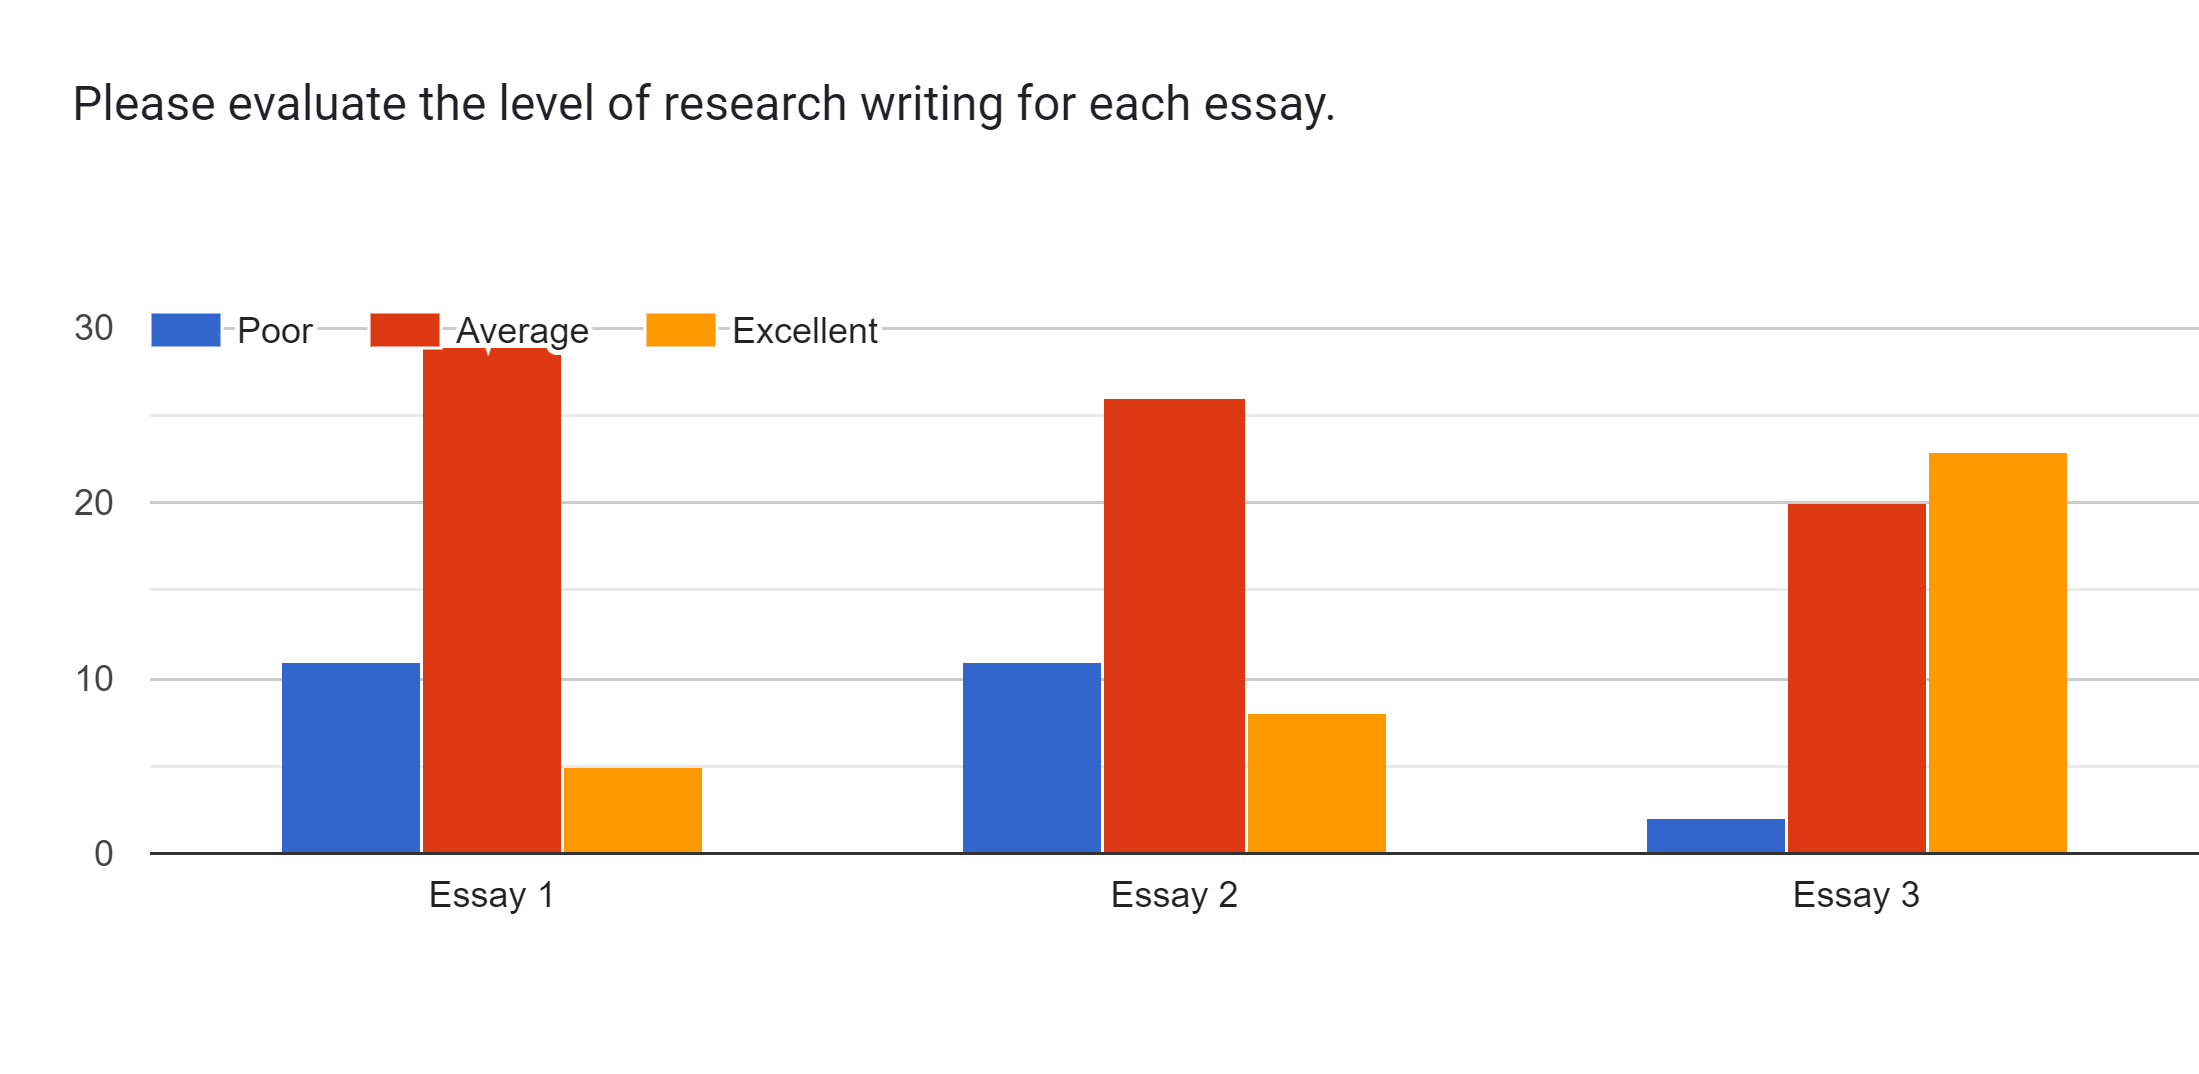 Please evaluate the level of research writing for each essay.
30 Poor Average Excellent
20
10
0
Essay 1 Essay 2 Essay 3